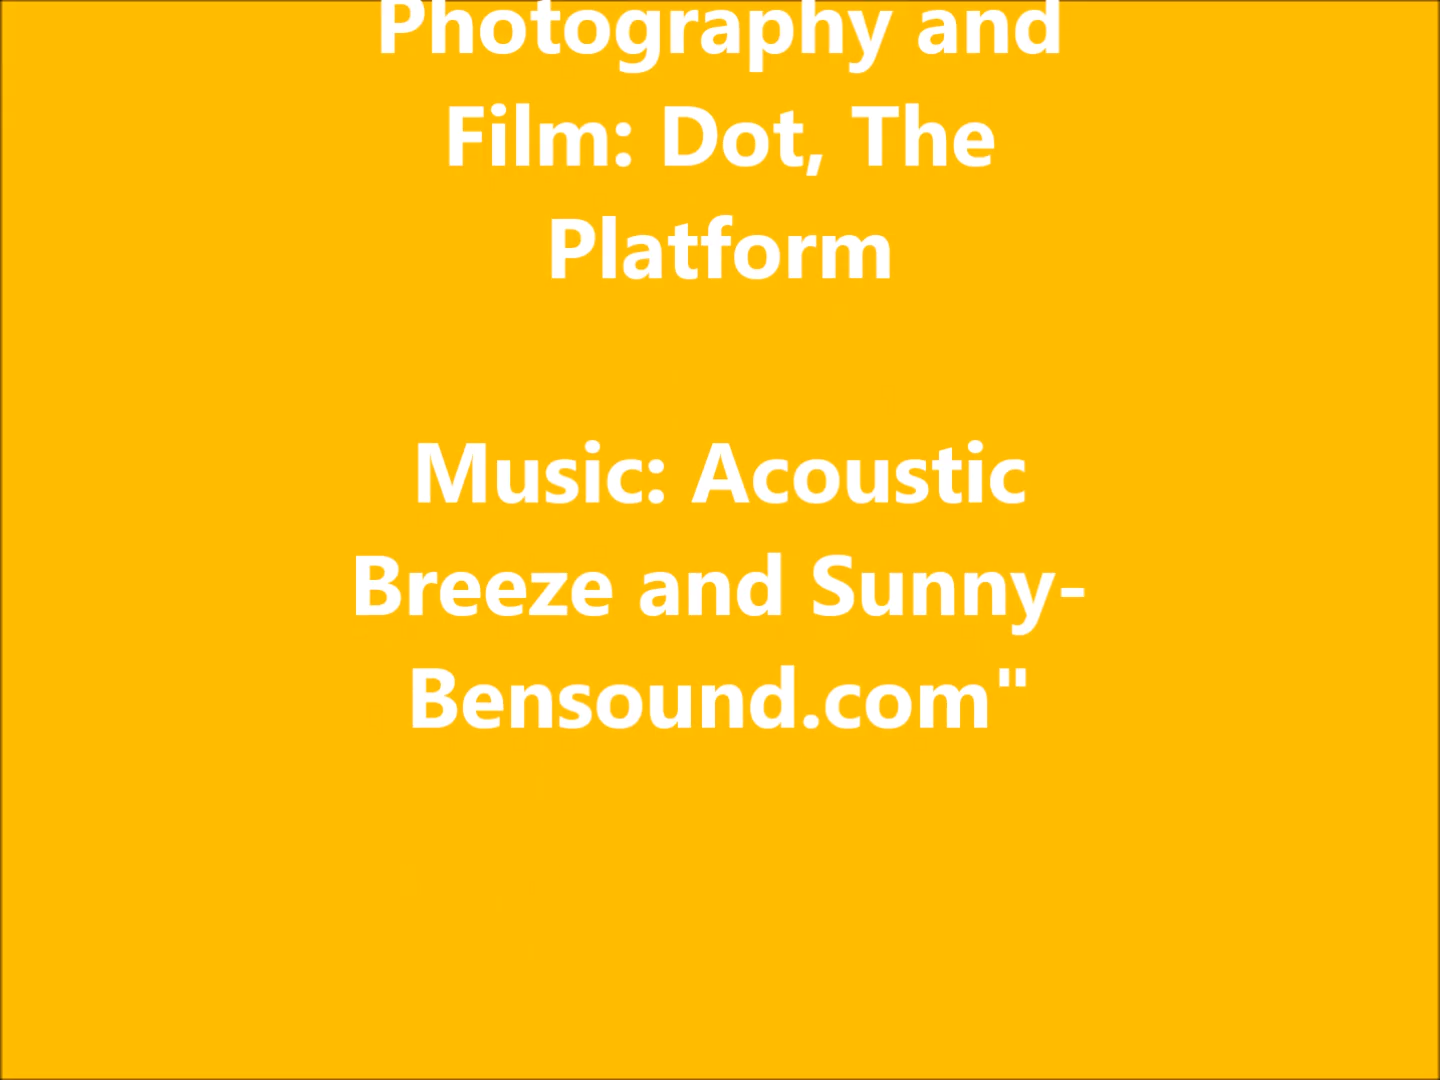 Photography and
Film: Dot, The
Platform
Music: Acoustic
Breeze and Sunny-
Bensound.com"